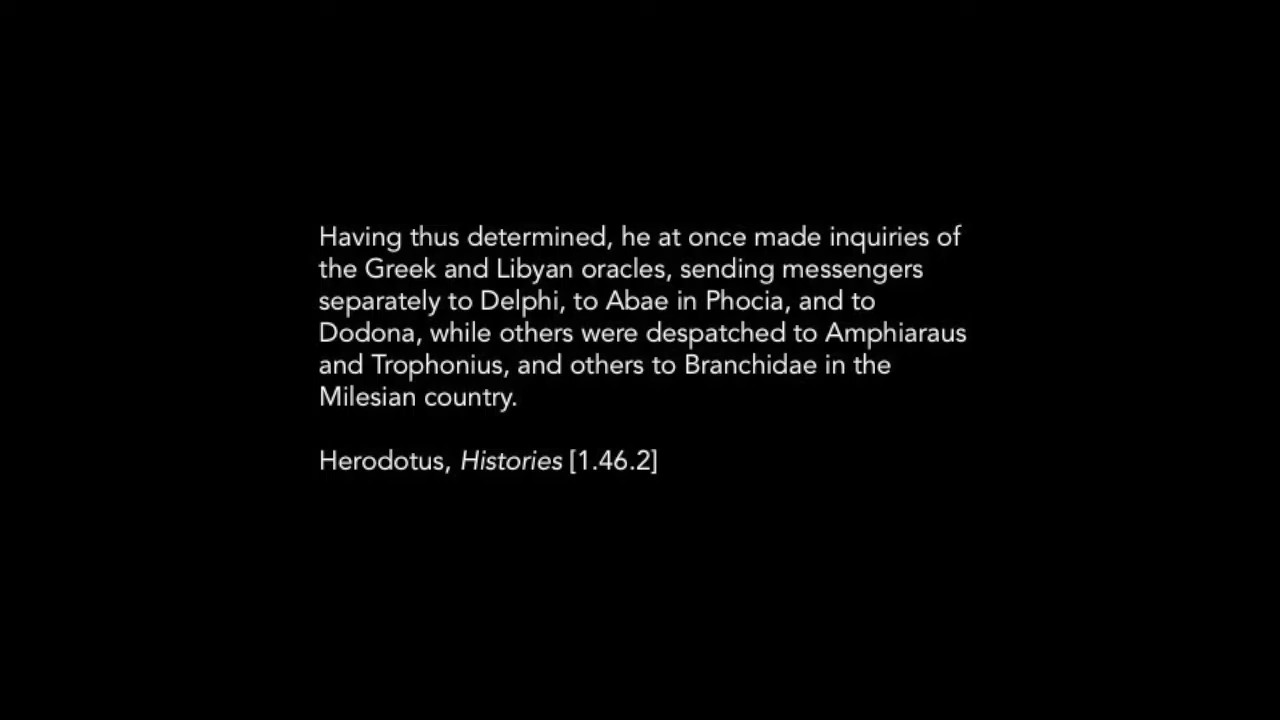 Having thus determined, he at once made inquiries of
the Greek and Libyan oracles, sending messengers
separately to Delphi, to Abae in Phocia, and to
Dodona, while others were despatched to Amphiaraus
and Trophonius, and others to Branchidae in the
Milesian country.
Herodotus, Histories [1.46.2]